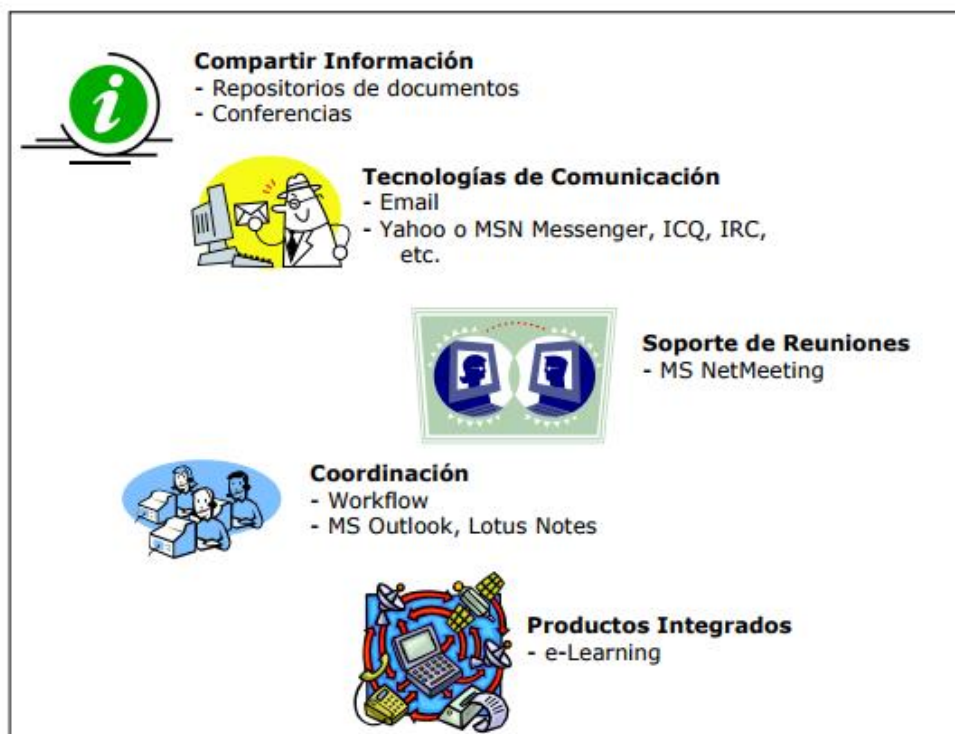 Compartir Información
- Repositorios de documentos
- Conferencias
Tecnologías de Comunicación
- Email
- Yahoo o MSN Messenger, ICQ, IRC,
etc.
Soporte de Reuniones
- MS NetMeeting
Coordinación
- Workflow
- MS Outlook, Lotus Notes
Productos Integrados
- e-Learning